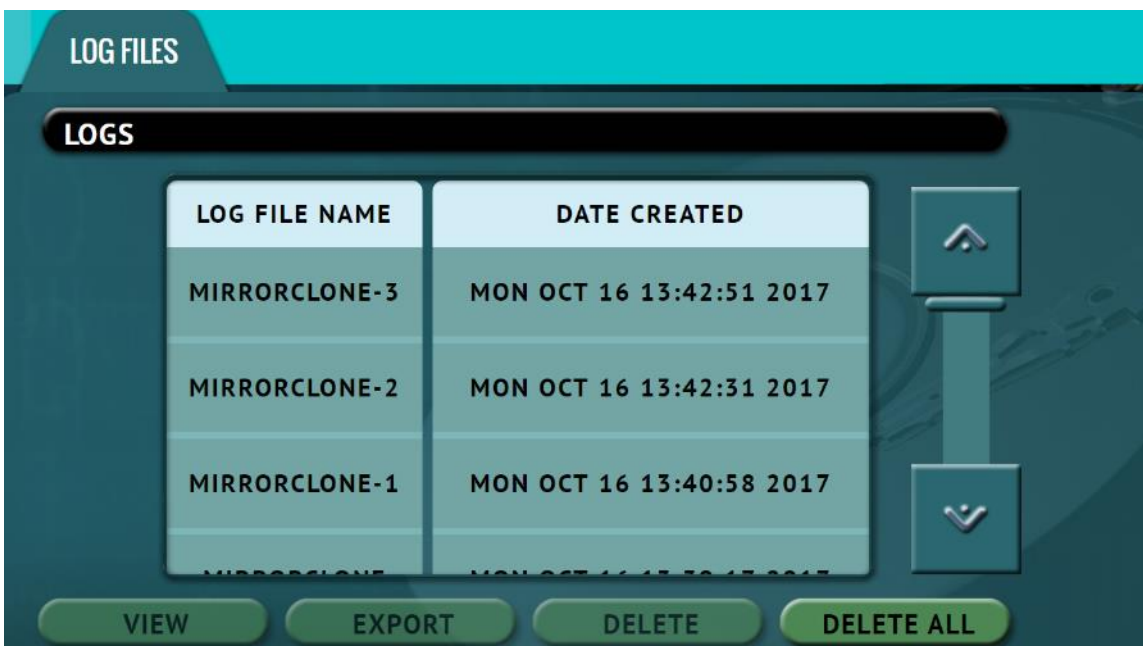 LOG FILES
LOGS
LOG FILE NAME DATE CREATED
MIRRORCLONE-3 MON OCT 16 13:42:51 2017
MIRRORCLONE-2 MON OCT 16 13:42:31 2017
MIRRORCLONE-1 MON OCT 16 13:40:58 2017
VIEW EXPORT DELETE DELETE ALL